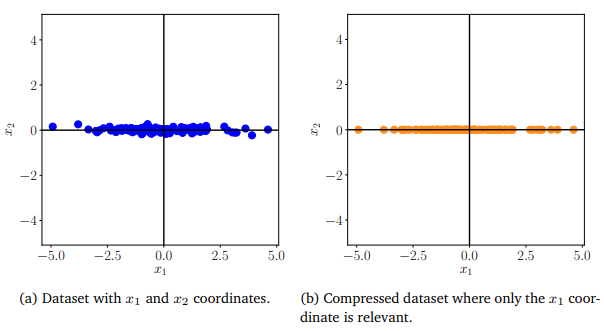 4
2
0
−2
−4
x2
−5.0 −2.5 0.0 2.5 5.0
x1
4
2
0
−2
−4
x2
−5.0 −2.5 0.0 2.5 5.0
x1
(a) Dataset with x1 and x2 coordinates.
(b) Compressed dataset where only the x1 coor-
dinate is relevant.